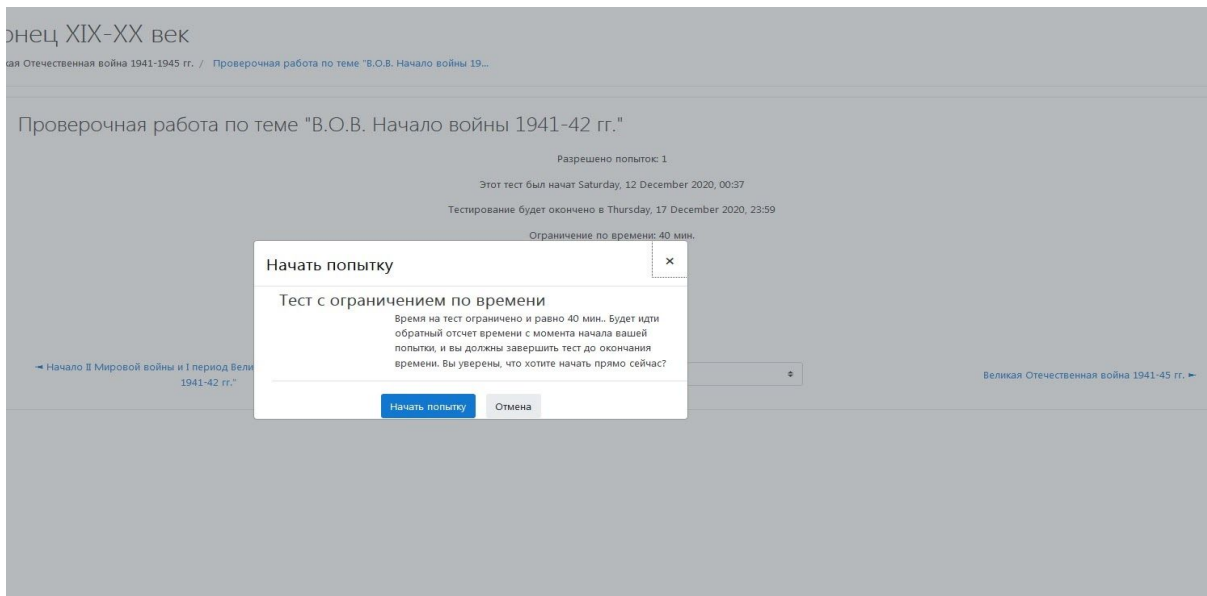 онец XIX-XX век
кая Отечественная война 1941-1945 гг. / Проверочная работа по теме "В.О.В. Начало войны 19...
Проверочная работа по теме "В.О.В. Начало войны 1941-42 гг."
Разрешено попыток: 1
Этот тест был начат Saturday, 12 December 2020, 00:37
Тестирование будет окончено в Thursday, 17 December 2020, 23:59
Ограничение по времени: 40 мин.
Начать попытку ×
Тест с ограничением по времени
Время на тест ограничено и равно 40 мин.. Будет идти
обратный отсчет времени с момента начала вашей
попытки, и вы должны завершить тест до окончания
времени. Вы уверены, что хотите начать прямо сейчас?
Начать попытку Отмена
◄ Начало II Мировой войны и I период Вели
1941-42 гг."
Великая Отечественная война 1941-45 гг. ►